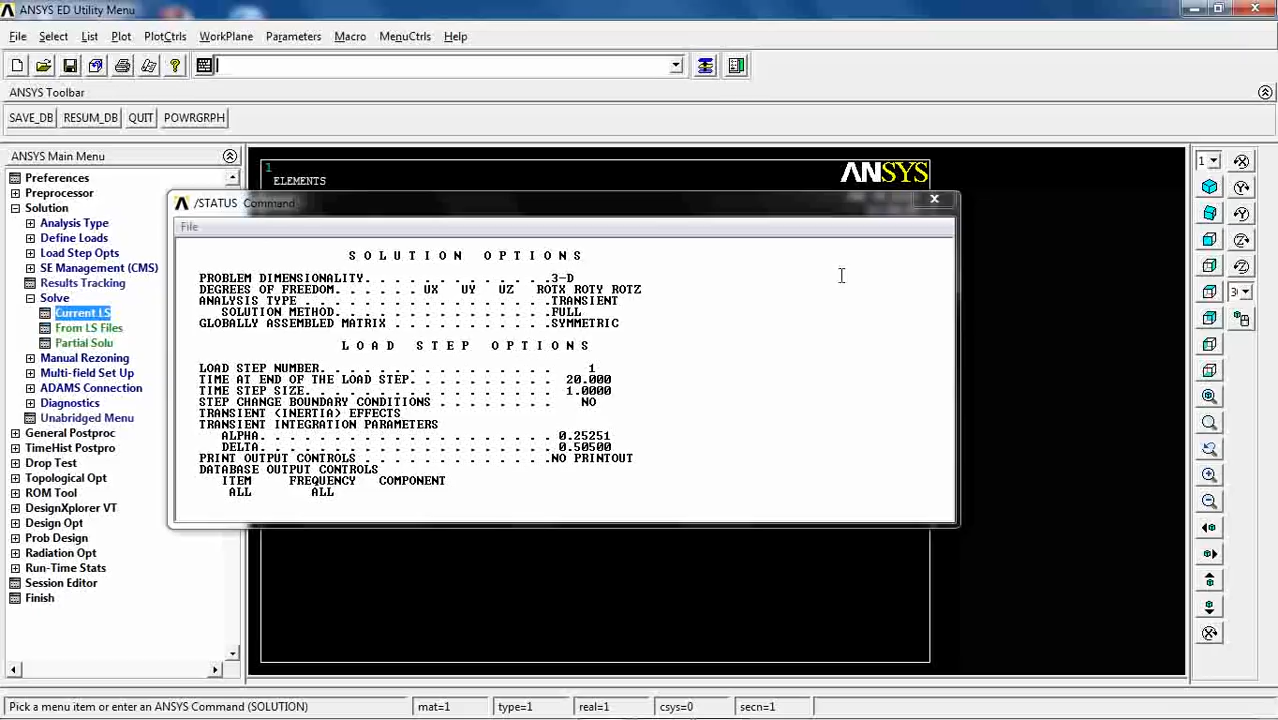 ANSYS ED Utility Menu
File Select List Plot PlotCtrls WorkPlane Parameters Macro MenuCtrls Help
ANSYS Toolbar
SAVE_DB RESUM_DB QUIT POWRGRPH
ANSYS Main Menu
Preferences
Preprocessor
Solution
Analysis Type
Define Loads
Load Step Opts
SE Management (CMS)
Results Tracking
Solve
Current LS
From LS Files
Partial Solu
Manual Rezoning
Multi-field Set Up
ADAMS Connection
Diagnostics
Unabridged Menu
General Postproc
TimeHist Postpro
Drop Test
Topological Opt
ROM Tool
DesignXplorer VT
Design Opt
Prob Design
Radiation Opt
Run-Time Stats
Session Editor
Finish
1
ELEMENTS
ANSYS
/STATUS Command
File
S O L U T I O N   O P T I O N S
PROBLEM DIMENSIONALITY. . . . . . . . . . . . .3-D
DEGREES OF FREEDOM. . . . . . UX UY UZ ROTX ROTY ROTZ
ANALYSIS TYPE . . . . . . . . . . . . . . . . .TRANSIENT
SOLUTION METHOD. . . . . . . . . . . . . . .FULL
GLOBALLY ASSEMBLED MATRIX . . . . . . . . . . .SYMMETRIC
L O A D   S T E P   O P T I O N S
LOAD STEP NUMBER. . . . . . . . . . . . . . . . 1
TIME AT END OF THE LOAD STEP. . . . . . . . . . 20.000
TIME STEP SIZE. . . . . . . . . . . . . . . . . 1.0000
STEP CHANGE BOUNDARY CONDITIONS . . . . . . . . NO
TRANSIENT (INERTIA) EFFECTS
TRANSIENT INTEGRATION PARAMETERS
ALPHA. . . . . . . . . . . . . . . . . . . . 0.25251
DELTA. . . . . . . . . . . . . . . . . . . . 0.50500
PRINT OUTPUT CONTROLS . . . . . . . . . . . . .NO PRINTOUT
DATABASE OUTPUT CONTROLS
ITEM FREQUENCY COMPONENT
ALL ALL
1
Pick a menu item or enter an ANSYS Command (SOLUTION) mat=1 type=1 real=1 csys=0 secn=1